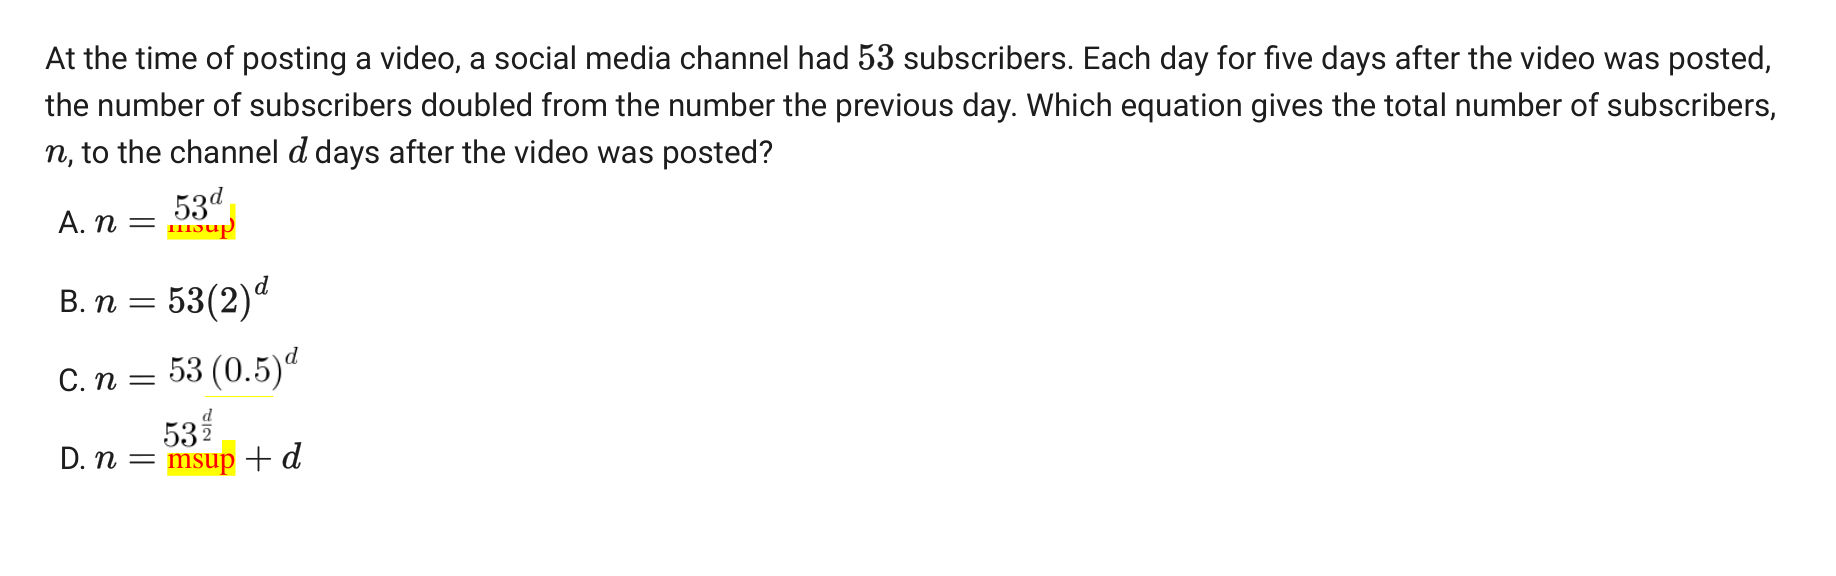 At the time of posting a video, a social media channel had 53 subscribers. Each day for five days after the video was posted,
the number of subscribers doubled from the number the previous day. Which equation gives the total number of subscribers,
n, to the channel d days after the video was posted?
A. n = 53^d msup
B. n = 53(2)^d
C. n = 53 (0.5)^d
D. n = 53^(d/2) msup + d